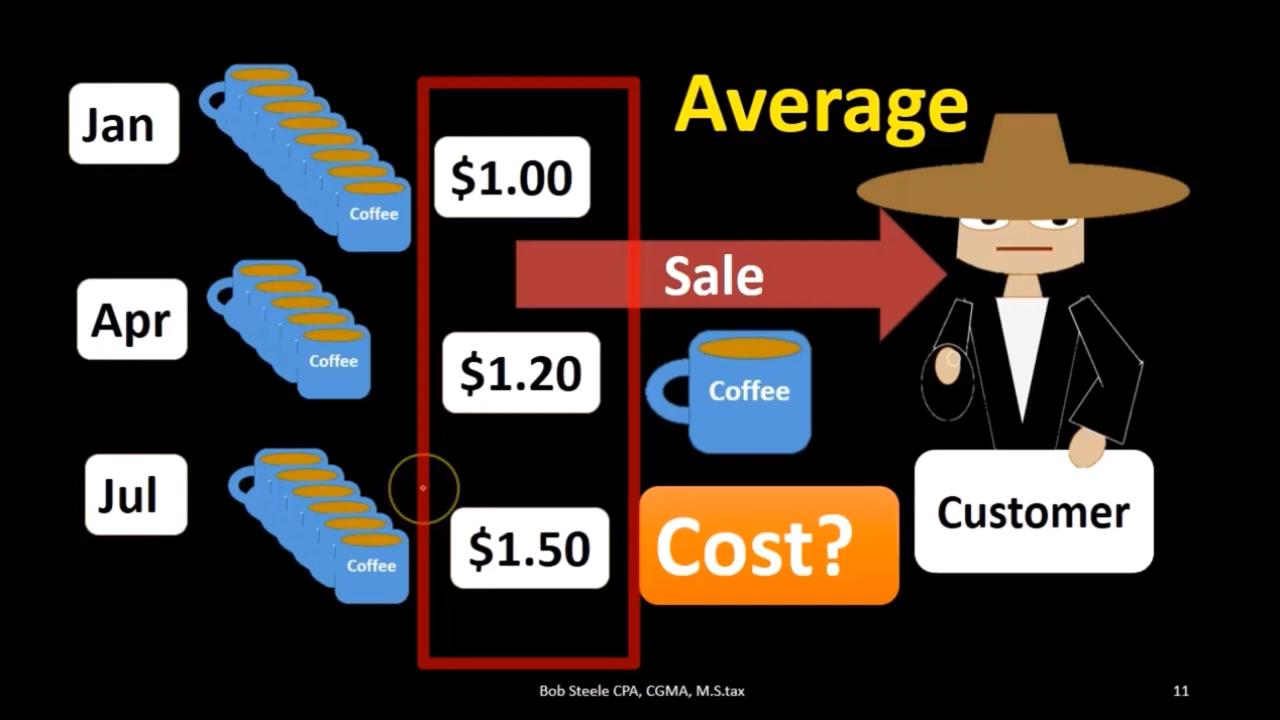 Average
Jan
Coffee
$1.00
Sale
Apr
Coffee
$1.20
Coffee
Jul
Coffee
$1.50
Cost?
Customer
Bob Steele CPA, CGMA, M.S.tax
11